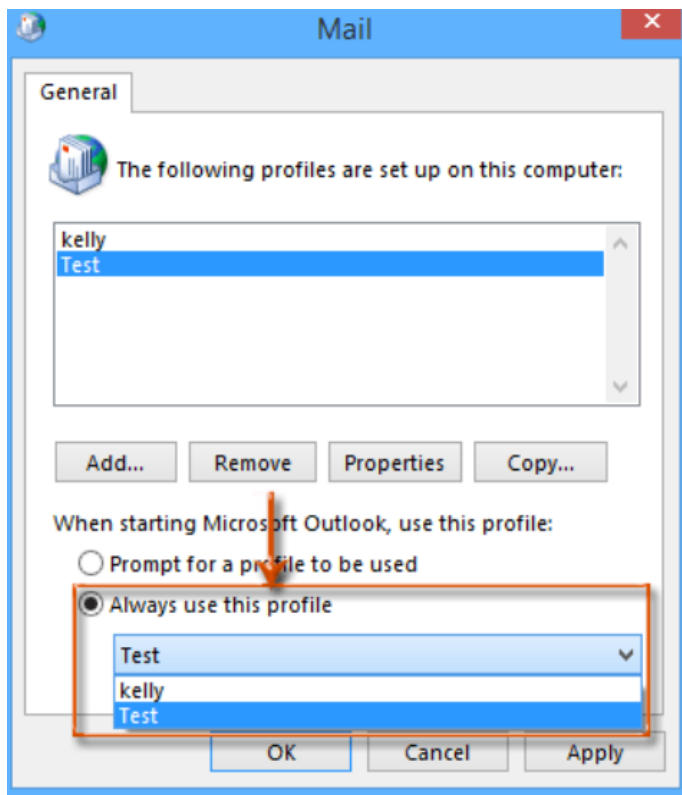 Mail
General
The following profiles are set up on this computer:
kelly
Test
Add... Remove Properties Copy...
When starting Microsoft Outlook, use this profile:
Prompt for a profile to be used
Always use this profile
Test
kelly
Test
OK Cancel Apply